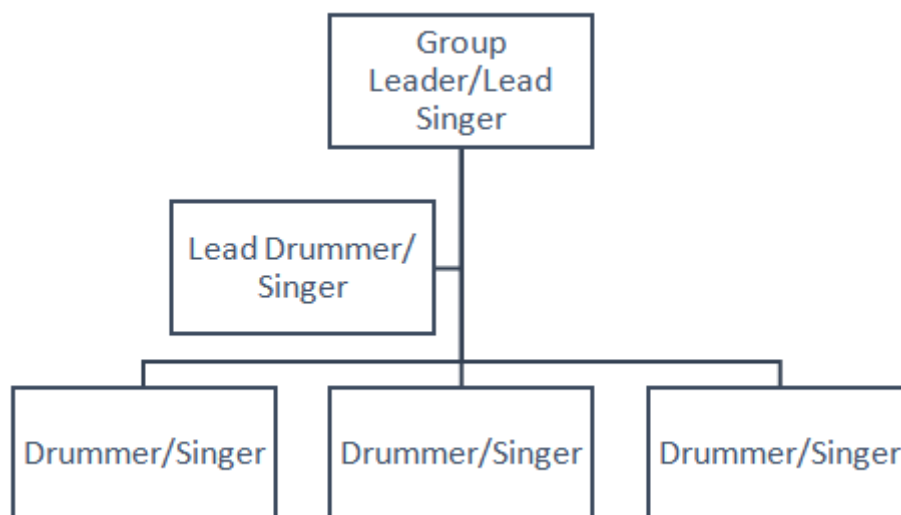 Group
Leader/Lead
Singer
Lead Drummer/
Singer
Drummer/Singer
Drummer/Singer
Drummer/Singer